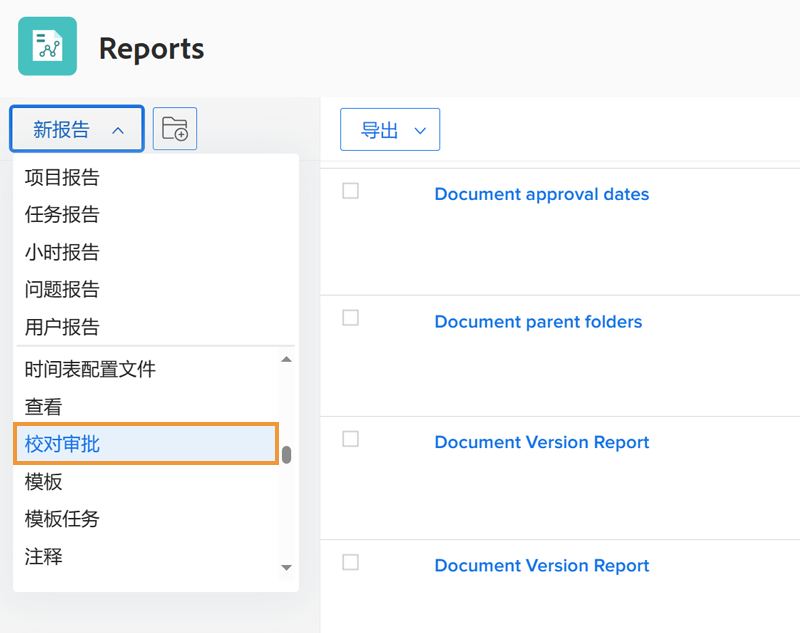 Reports
新报告
导出
项目报告
任务报告
小时报告
问题报告
用户报告
时间表配置文件
查看
校对审批
模板
模板任务
注释
Document approval dates
Document parent folders
Document Version Report
Document Version Report